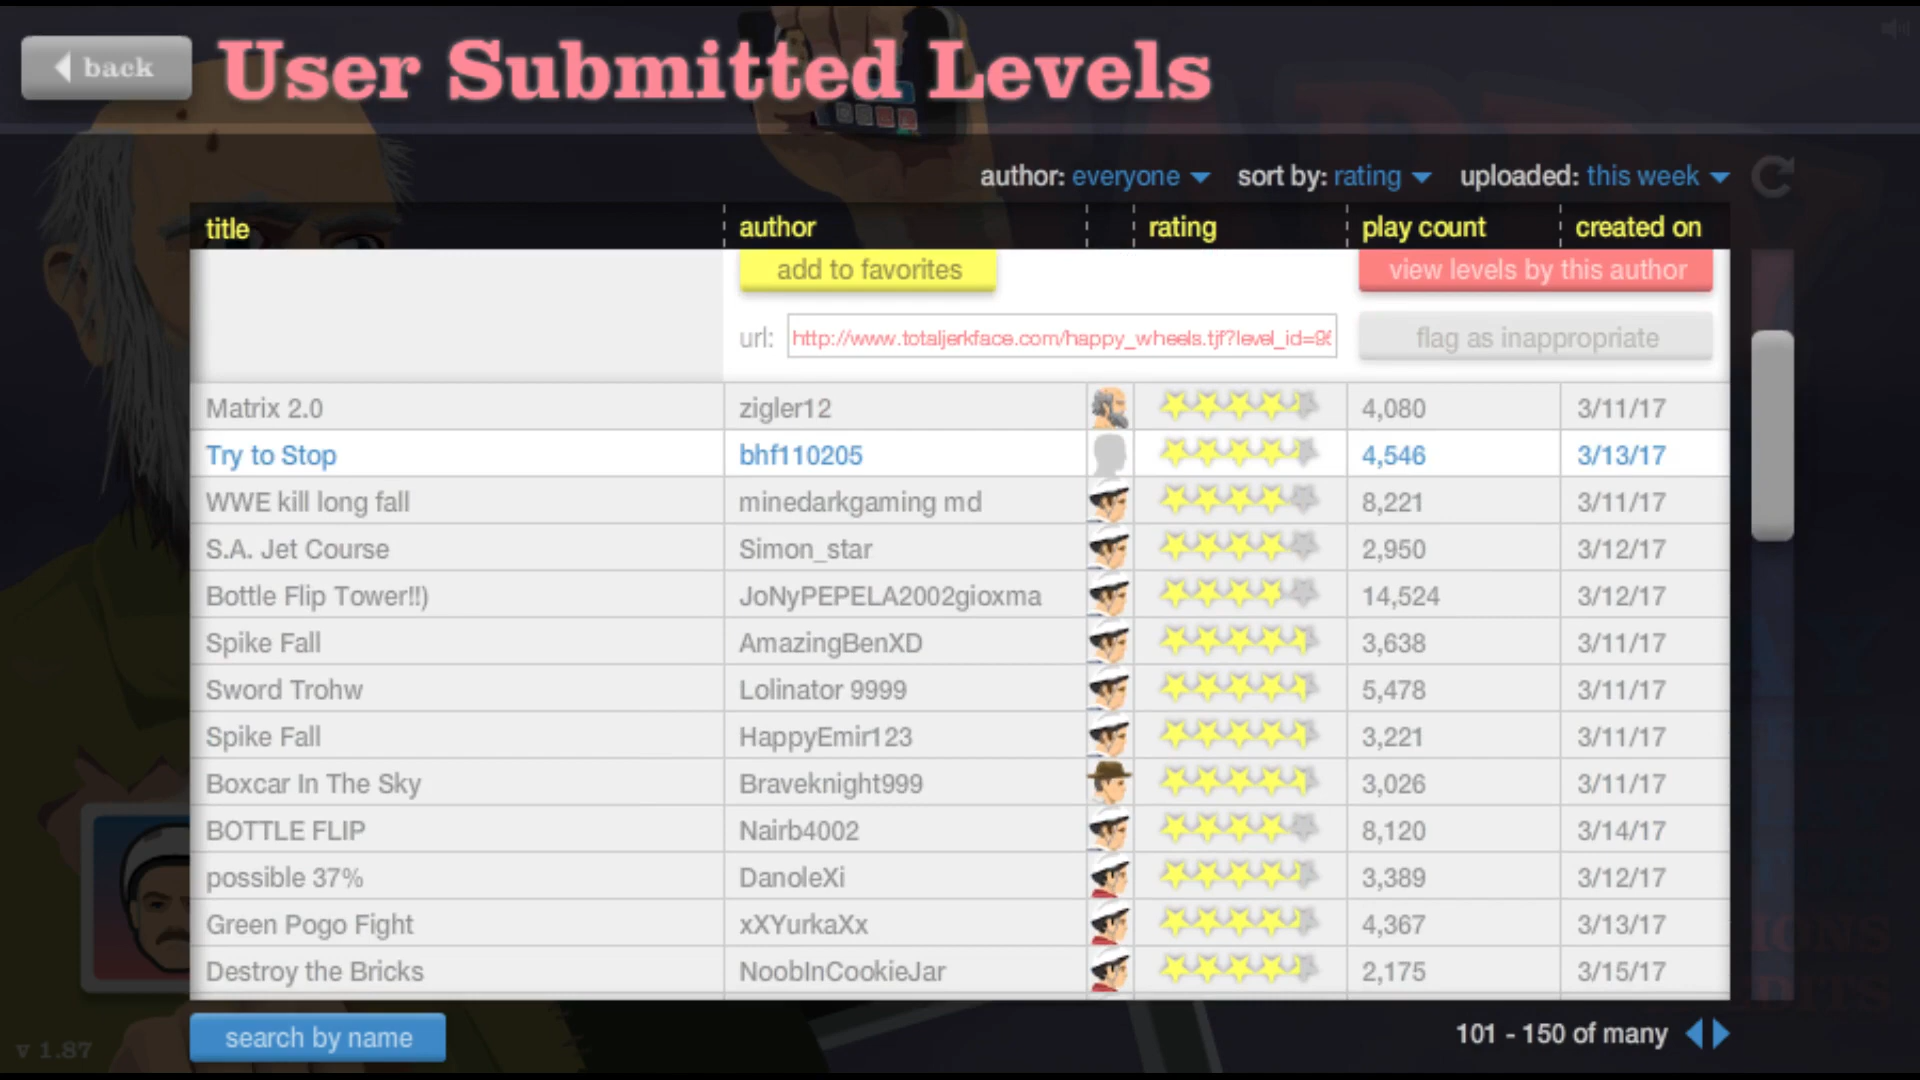 back
User Submitted Levels
author: everyone sort by: rating uploaded: this week
title author rating play count created on
add to favorites view levels by this author
url: http://www.totaljerkface.com/happy_wheels.tjf?level_id=9 flag as inappropriate
Matrix 2.0 zigler12 4,080 3/11/17
Try to Stop bhf110205 4,546 3/13/17
WWE kill long fall minedarkgaming md 8,221 3/11/17
S.A. Jet Course Simon_star 2,950 3/12/17
Bottle Flip Tower!!) JoNyPEPELA2002gioxma 14,524 3/12/17
Spike Fall AmazingBenXD 3,638 3/11/17
Sword Trohw Lolinator 9999 5,478 3/11/17
Spike Fall HappyEmir123 3,221 3/11/17
Boxcar In The Sky Braveknight999 3,026 3/11/17
BOTTLE FLIP Nairb4002 8,120 3/14/17
possible 37% DanoleXi 3,389 3/12/17
Green Pogo Fight xXYurkaXx 4,367 3/13/17
Destroy the Bricks NoobInCookieJar 2,175 3/15/17
search by name 101 - 150 of many
v 1.87